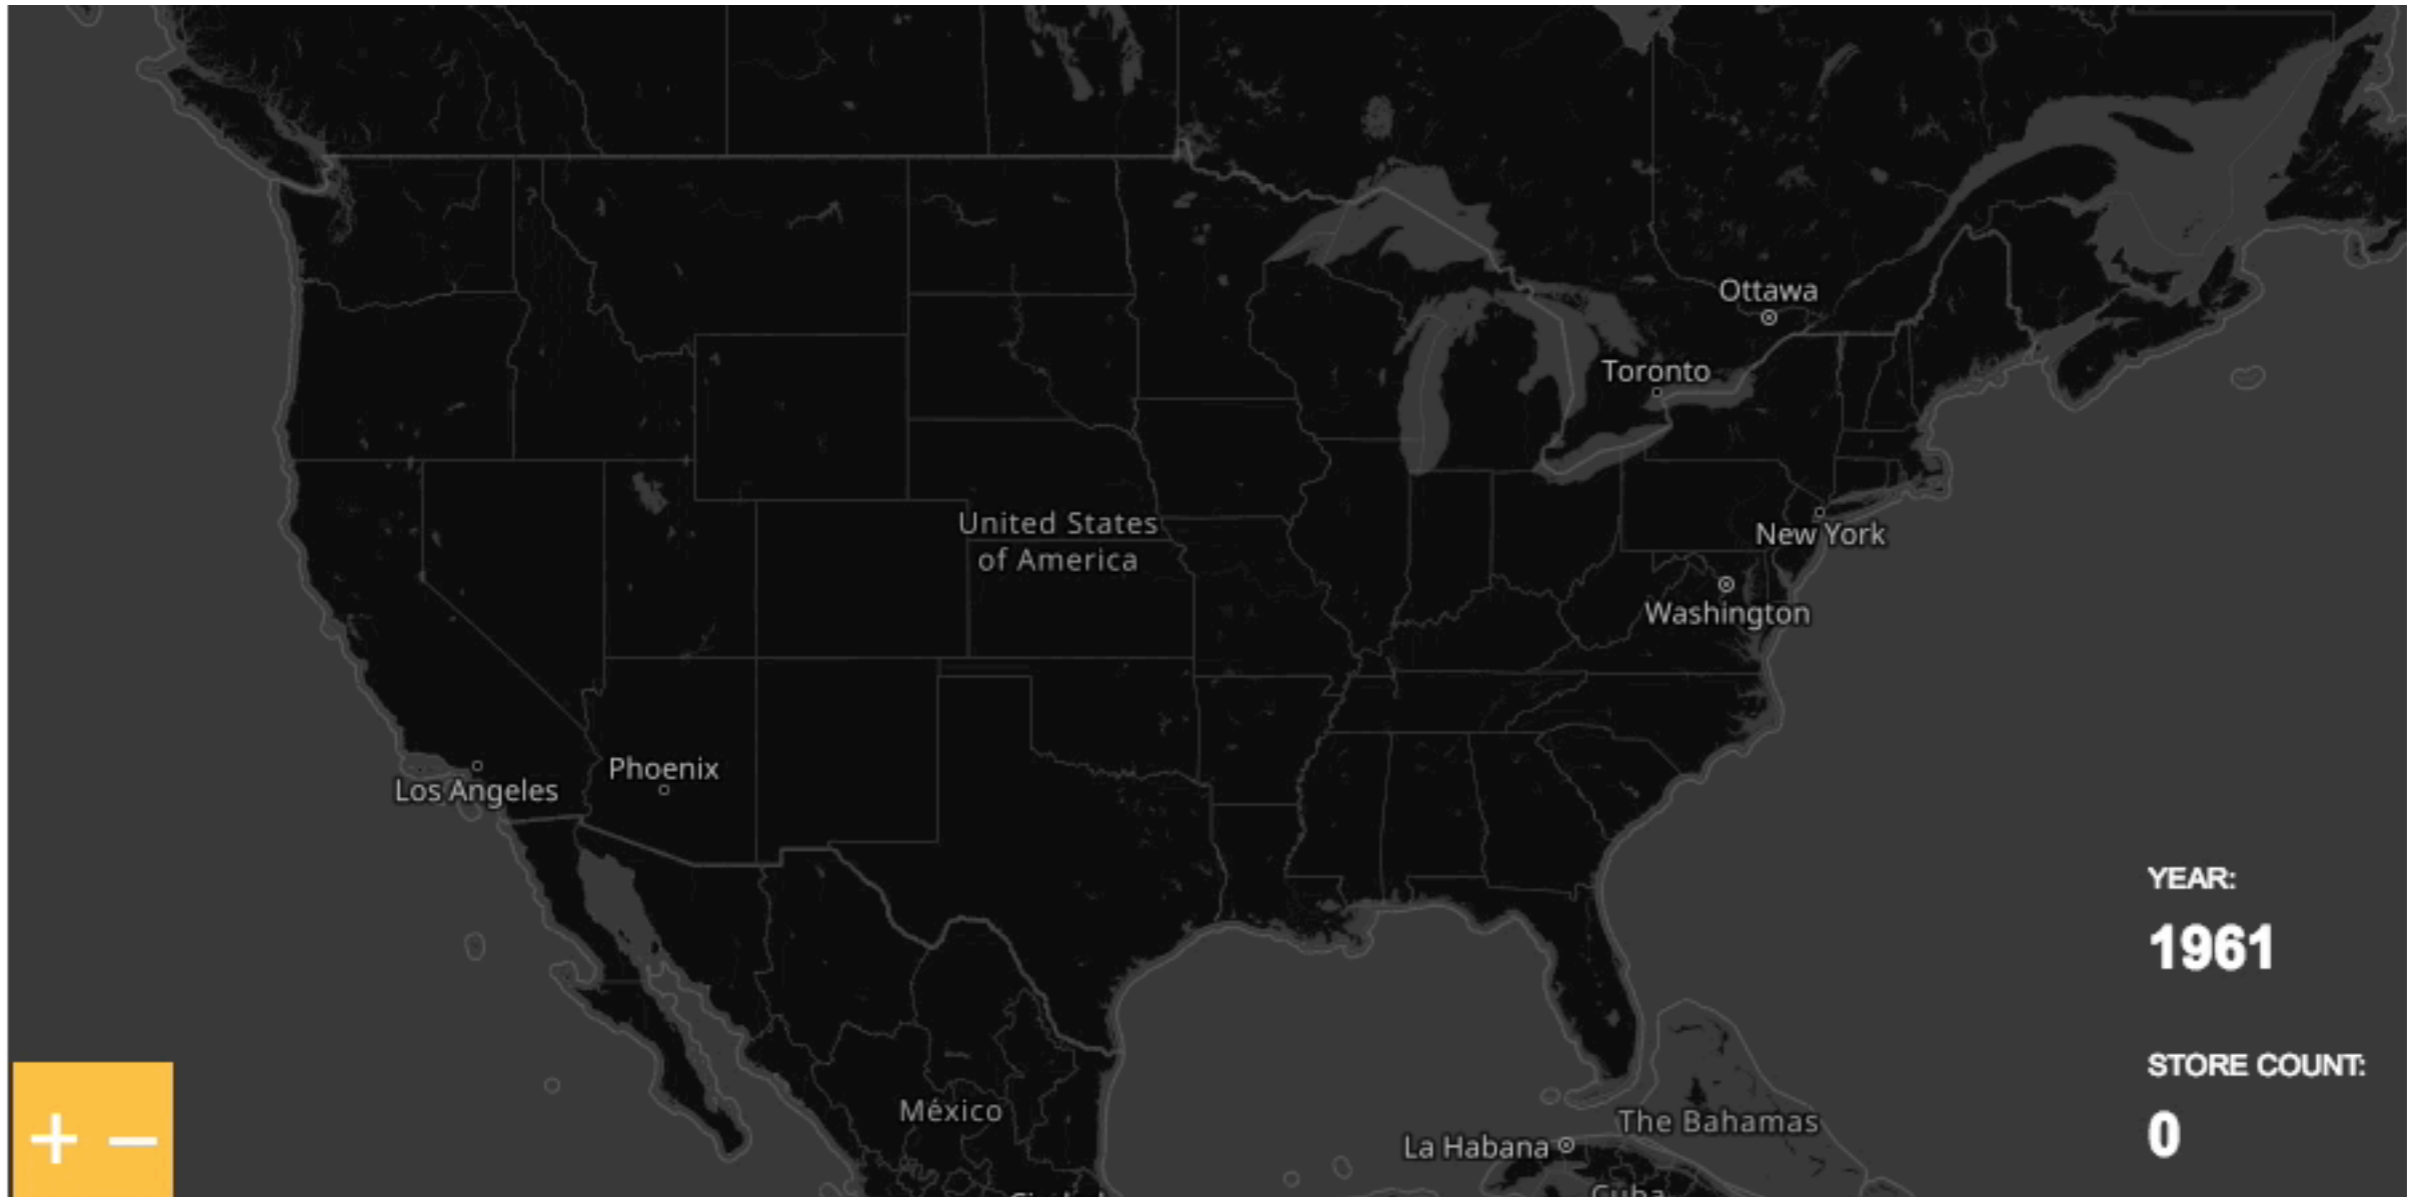 Ottawa
Toronto
United States
of America
New York
Washington
Phoenix
Los Angeles
YEAR:
1961
STORE COUNT:
0
México
The Bahamas
La Habana
+ −